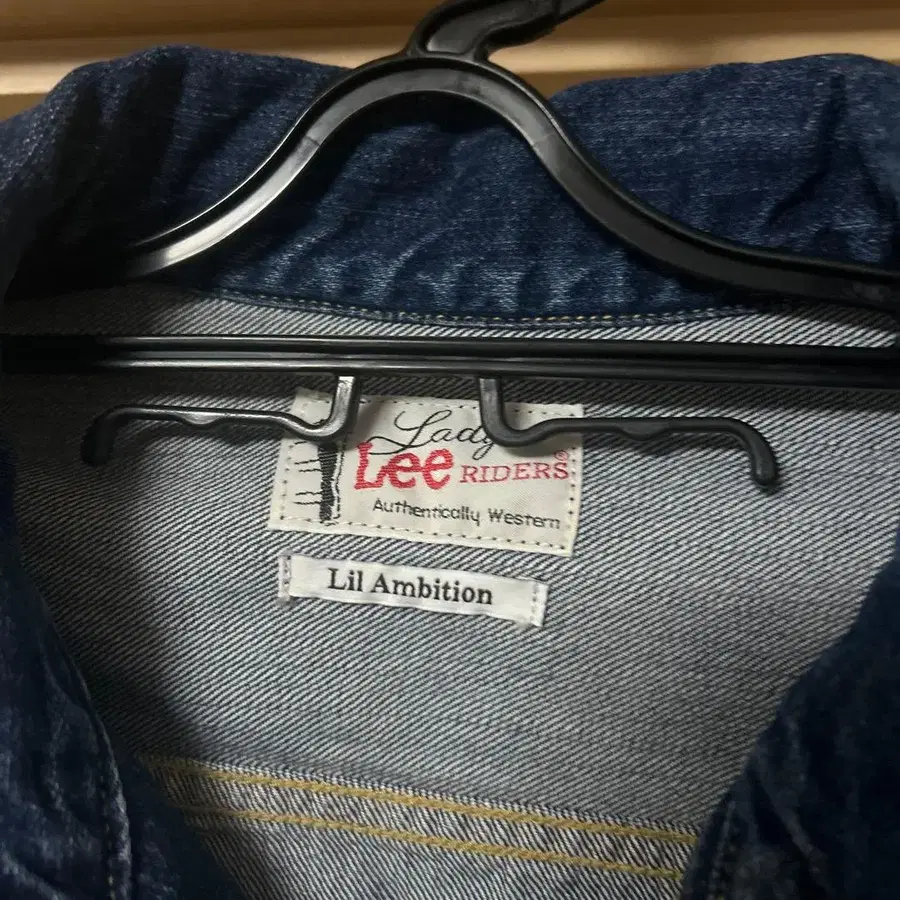 Lady
Lee RIDERS®
Authentically Western
Lil Ambition